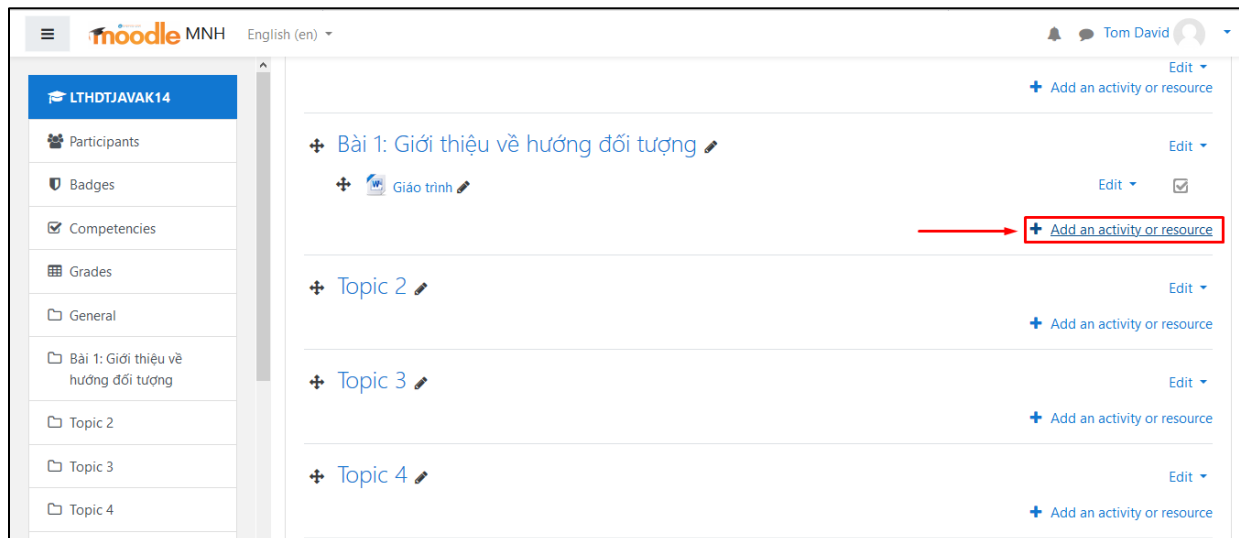 moodle MNH English (en) Tom David
LTHDTJAVAK14
Participants
Badges
Competencies
Grades
General
Bài 1: Giới thiệu về
hướng đối tượng
Topic 2
Topic 3
Topic 4
Edit
Add an activity or resource
Bài 1: Giới thiệu về hướng đối tượng Edit
Giáo trình Edit
Add an activity or resource
Topic 2 Edit
Add an activity or resource
Topic 3 Edit
Add an activity or resource
Topic 4 Edit
Add an activity or resource